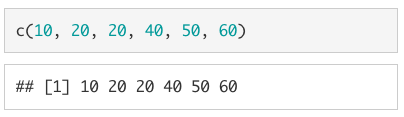 c(10, 20, 20, 40, 50, 60)
## [1] 10 20 20 40 50 60